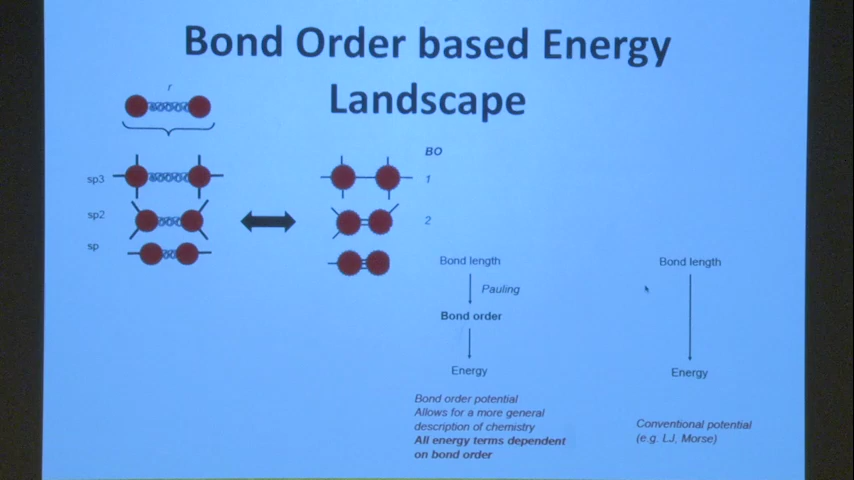 Bond Order based Energy
Landscape
r
sp3
sp2
sp
BO
1
2
Bond length
Pauling
Bond order
Energy
Bond order potential
Allows for a more general
description of chemistry
All energy terms dependent
on bond order
Bond length
Energy
Conventional potential
(e.g. LJ, Morse)